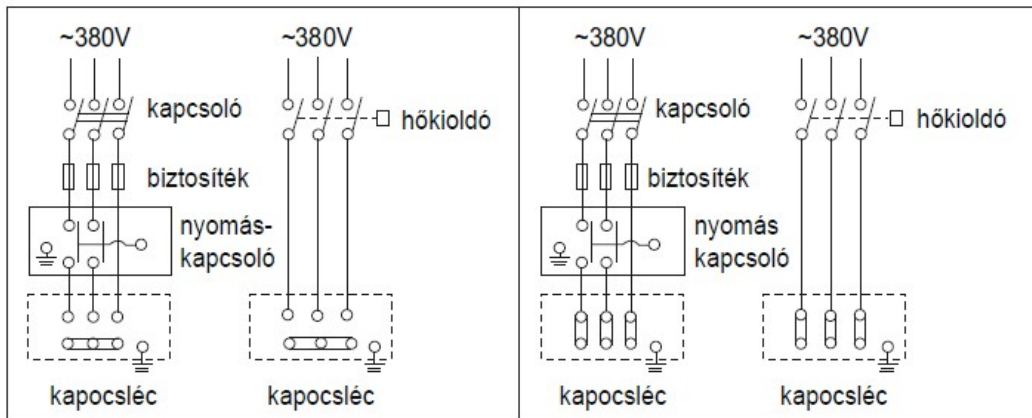 ~380V
~380V
kapcsoló
hőkioldó
biztosíték
nyomás-
kapcsoló
kapocsléc
kapocsléc
~380V
~380V
kapcsoló
hőkioldó
biztosíték
nyomás
kapcsoló
kapocsléc
kapocsléc